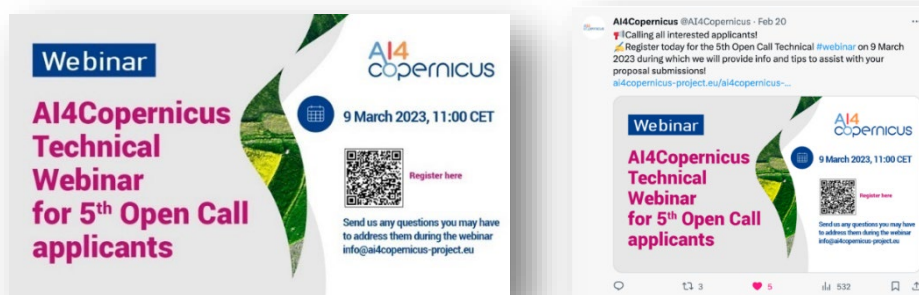 Webinar
AI4Copernicus
Technical
Webinar
for 5th Open Call
applicants
AI4
copernicus
9 March 2023, 11:00 CET
Register here
Send us any questions you may have
to address them during the webinar
info@ai4copernicus-project.eu
AI4Copernicus @AI4Copernicus · Feb 20
Calling all interested applicants!
Register today for the 5th Open Call Technical #webinar on 9 March
2023 during which we will provide info and tips to assist with your
proposal submissions!
ai4copernicus-project.eu/ai4copernicus-...
Webinar
AI4Copernicus
Technical
Webinar
for 5th Open Call
applicants
AI4
copernicus
9 March 2023, 11:00 CET
Register here
Send us any questions you may have
to address them during the webinar
info@ai4copernicus-project.eu
3 5 532